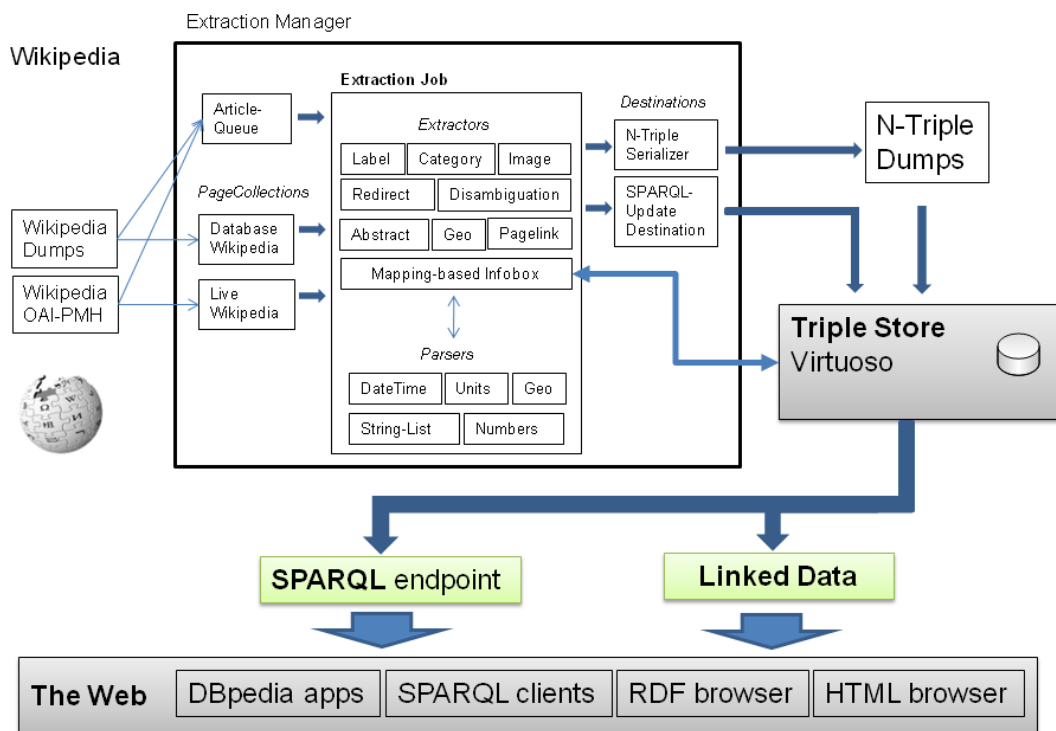 Extraction Manager
Wikipedia
Extraction Job
Article-
Queue
Extractors
Destinations
N-Triple
Serializer
N-Triple
Dumps
Label
Category
Image
Redirect
Disambiguation
SPARQL-
Update
Destination
PageCollections
Wikipedia
Dumps
Database
Wikipedia
Abstract
Geo
Pagelink
Mapping-based Infobox
Wikipedia
OAI-PMH
Live
Wikipedia
Triple Store
Virtuoso
Parsers
DateTime
Units
Geo
String-List
Numbers
SPARQL endpoint
Linked Data
The Web
DBpedia apps
SPARQL clients
RDF browser
HTML browser